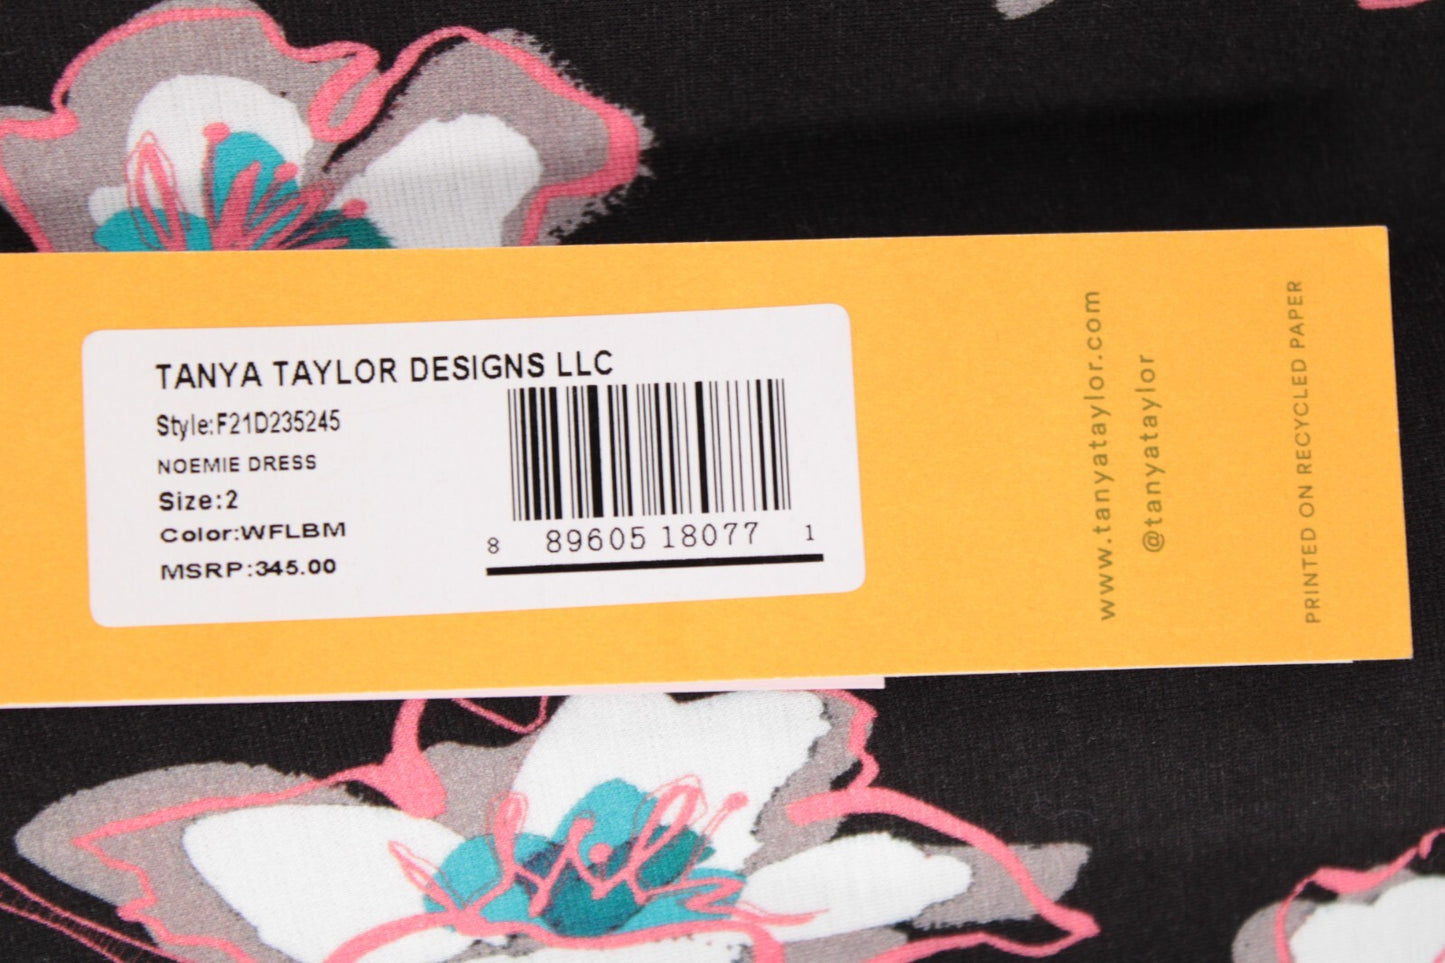 TANYA TAYLOR DESIGNS LLC
Style:F21D235245
NOEMIE DRESS
Size:2
Color:WFLBM
MSRP:345.00
8 89605 18077 1
www.tanyataylor.com
@tanyataylor
PRINTED ON RECYCLED PAPER